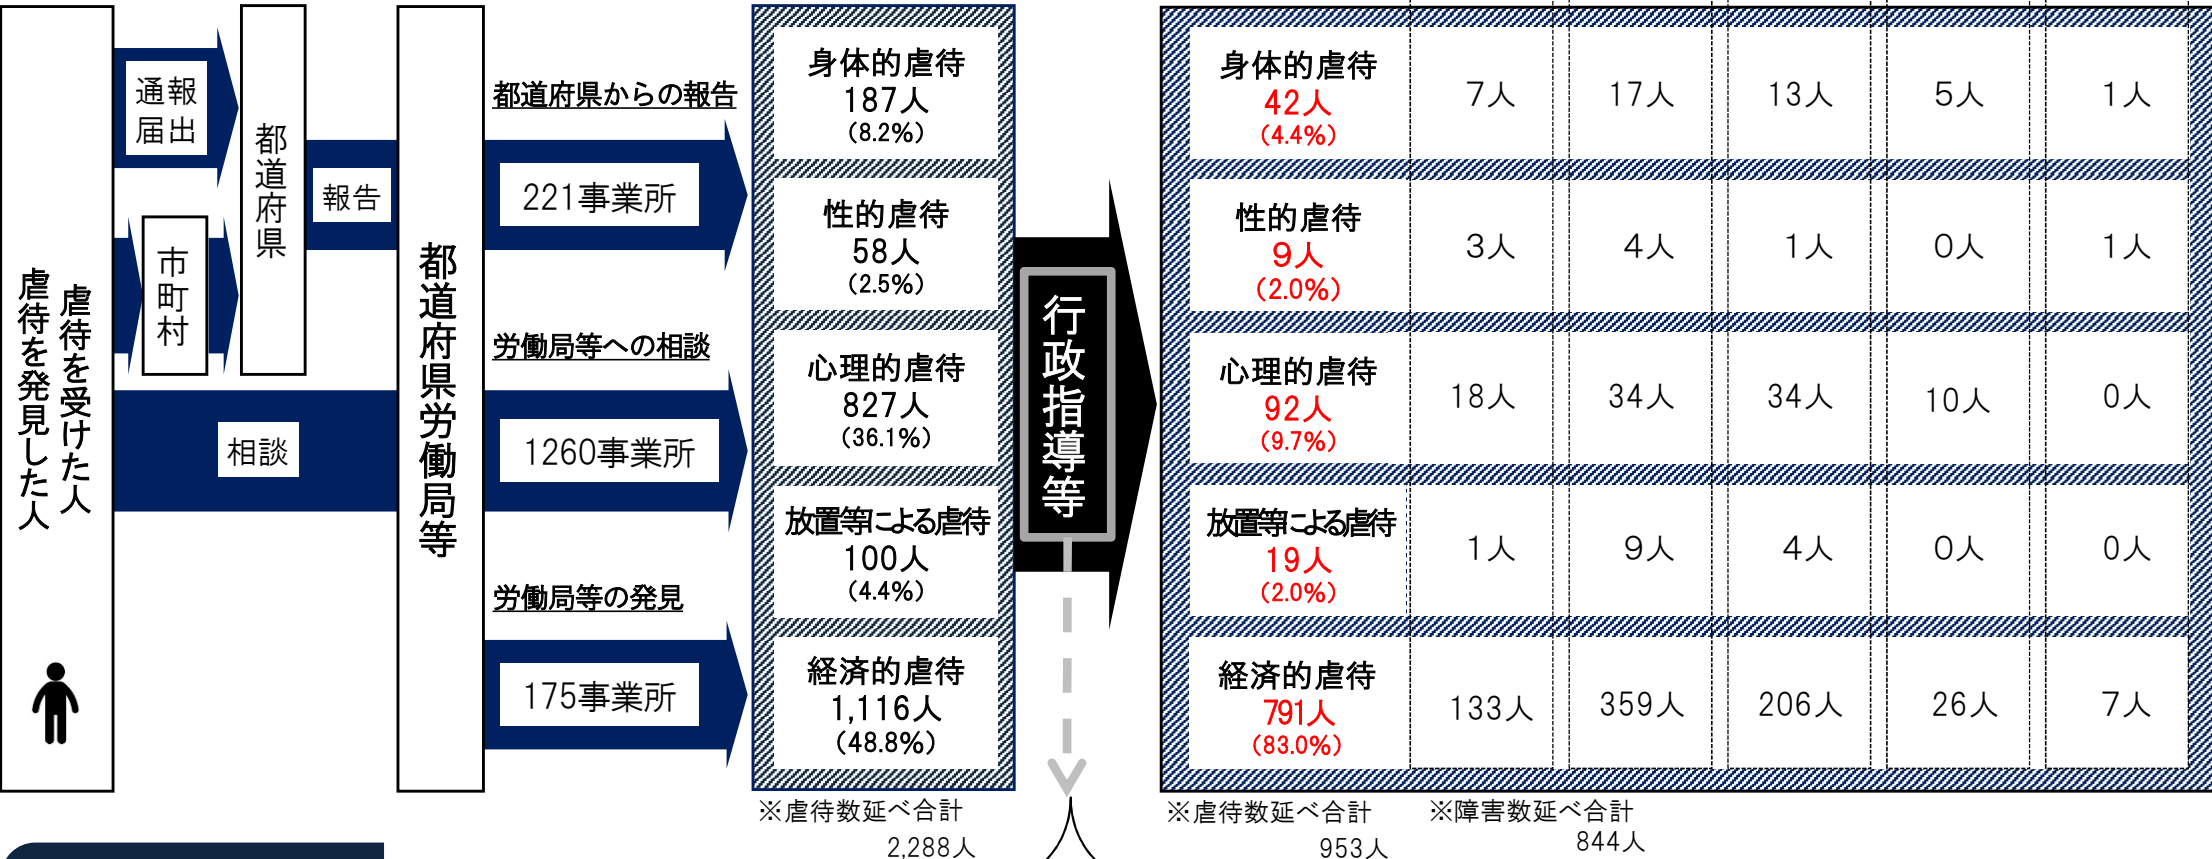 虐待を受けた人
虐待を発見した人
通報
届出
市町村
都道府県
報告
相談
都道府県労働局等
都道府県からの報告
221事業所
労働局等への相談
1260事業所
労働局等の発見
175事業所
身体的虐待
187人
(8.2%)
性的虐待
58人
(2.5%)
心理的虐待
827人
(36.1%)
放置等による虐待
100人
(4.4%)
経済的虐待
1,116人
(48.8%)
※虐待数延べ合計
2,288人
行政指導等
身体的虐待
42人
(4.4%)
7人 17人 13人 5人 1人
性的虐待
9人
(2.0%)
3人 4人 1人 0人 1人
心理的虐待
92人
(9.7%)
18人 34人 34人 10人 0人
放置等による虐待
19人
(2.0%)
1人 9人 4人 0人 0人
経済的虐待
791人
(83.0%)
133人 359人 206人 26人 7人
※虐待数延べ合計
953人
※障害数延べ合計
844人